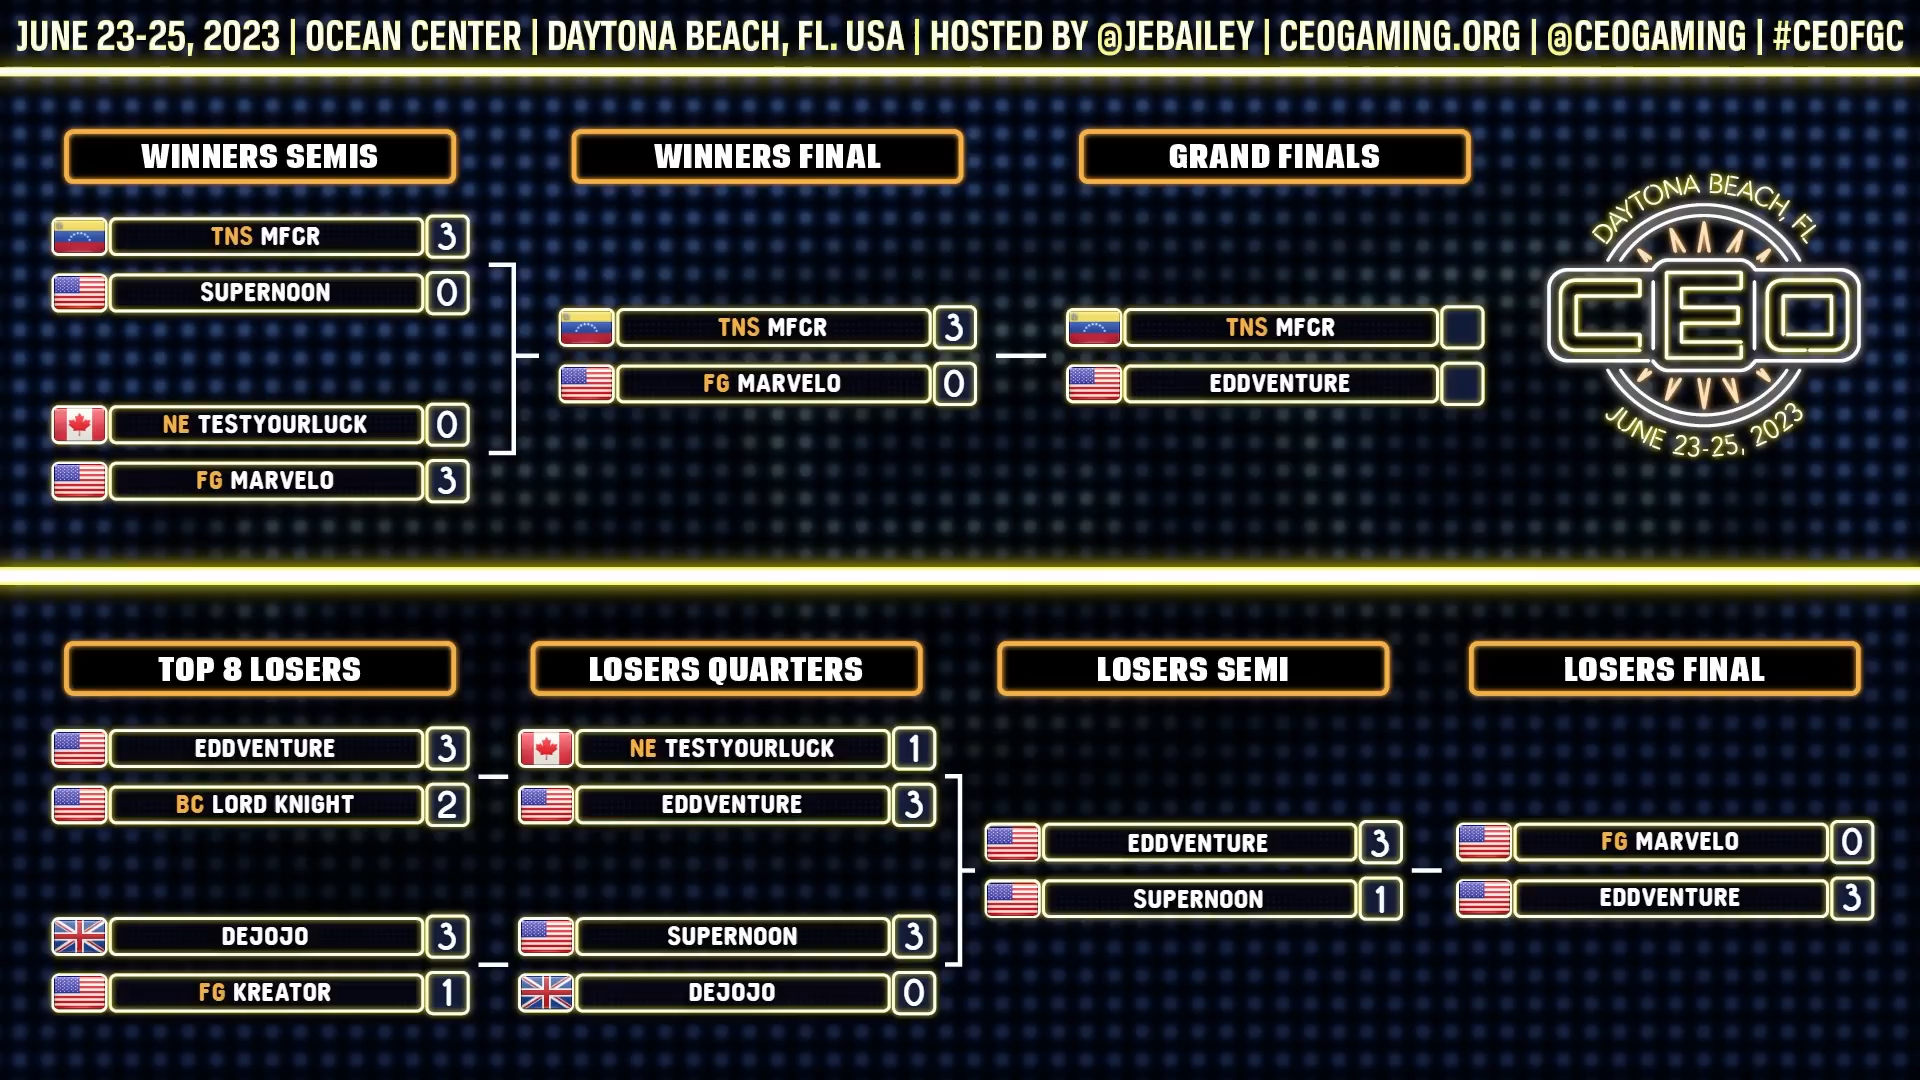 JUNE 23-25, 2023 | OCEAN CENTER | DAYTONA BEACH, FL. USA | HOSTED BY @JEBAILEY | CEOGAMING.ORG | @CEOGAMING | #CEOFGC
WINNERS SEMIS
TNS MFCR 3
SUPERNOON 0
NE TESTYOURLUCK 0
FG MARVELO 3
WINNERS FINAL
TNS MFCR 3
FG MARVELO 0
GRAND FINALS
TNS MFCR
EDDVENTURE
DAYTONA BEACH, FL
CEO
JUNE 23-25, 2023
TOP 8 LOSERS
EDDVENTURE 3
BC LORD KNIGHT 2
DEJOJO 3
FG KREATOR 1
LOSERS QUARTERS
NE TESTYOURLUCK 1
EDDVENTURE 3
SUPERNOON 3
DEJOJO 0
LOSERS SEMI
EDDVENTURE 3
SUPERNOON 1
LOSERS FINAL
FG MARVELO 0
EDDVENTURE 3